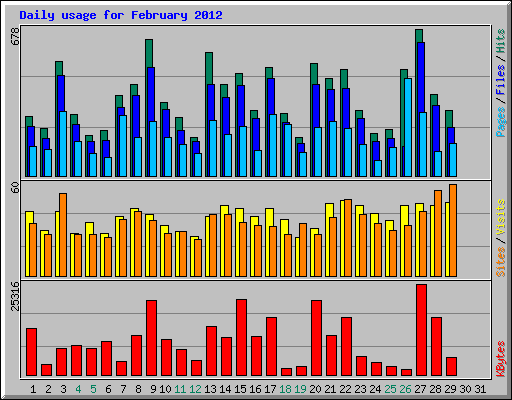 Daily usage for February 2012
678
Pages / Files / Hits
60
Sites / Visits
25316
KBytes
1 2 3 4 5 6 7 8 9 10 11 12 13 14 15 16 17 18 19 20 21 22 23 24 25 26 27 28 29 30 31